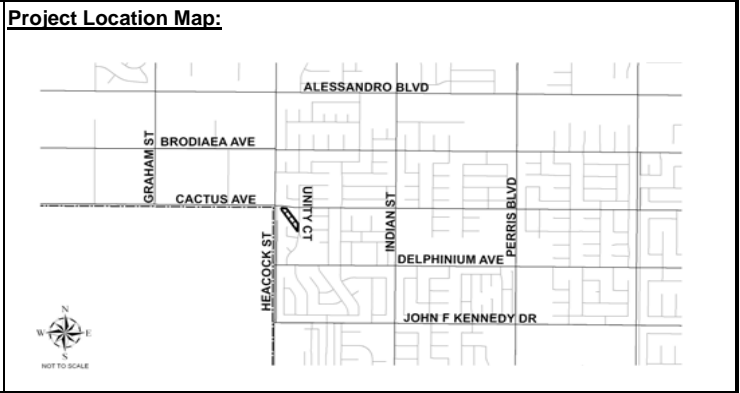 Project Location Map:
ALESSANDRO BLVD
BRODIAEA AVE
GRAHAM ST
CACTUS AVE
UNITY CT
INDIAN ST
PERRIS BLVD
HEACOCK ST
DELPHINIUM AVE
JOHN F KENNEDY DR
N
W E
S
NOT TO SCALE